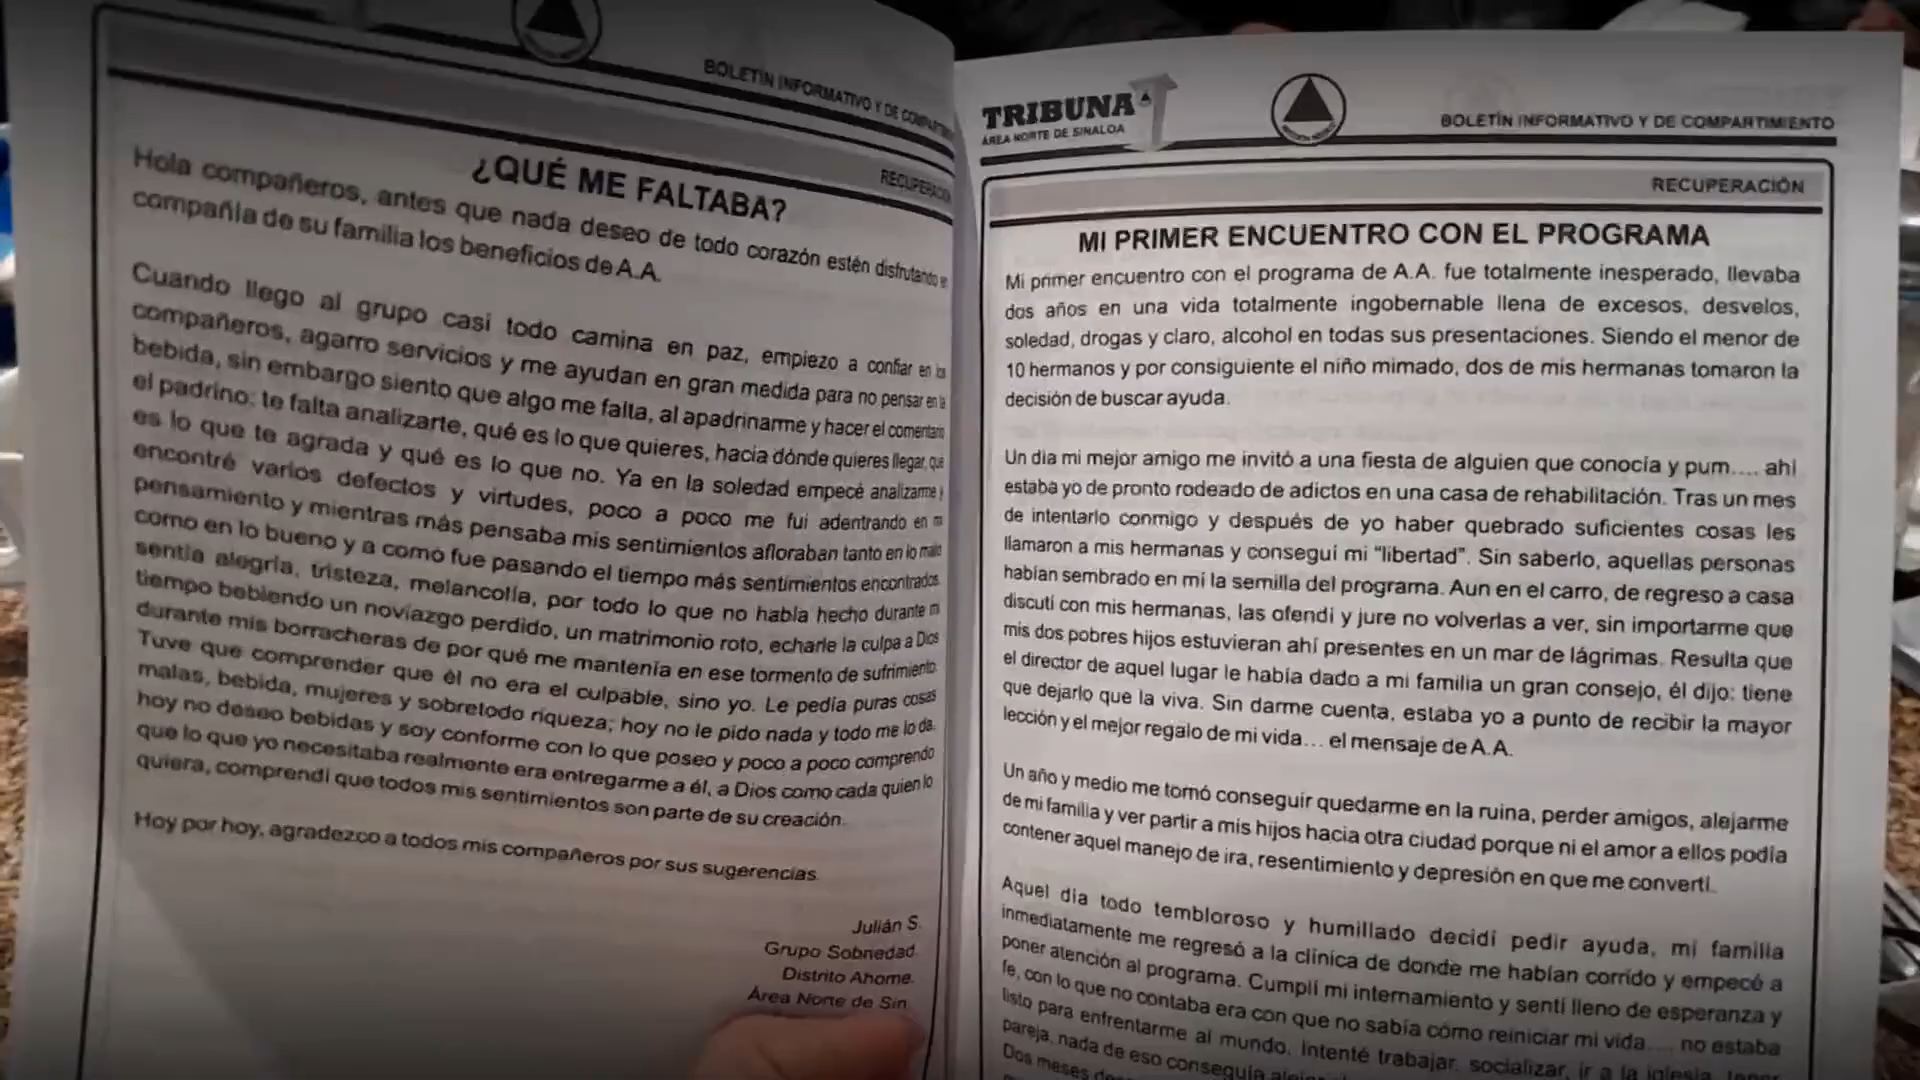 BOLETÍN INFORMATIVO Y DE
RECUPERACIÓN
¿QUÉ ME FALTABA?
Hola compañeros, antes que nada deseo de todo corazón estén disfrutando en
compañía de su familia los beneficios de A.A.
Cuando llego al grupo casi todo camina en paz, empiezo a confiar en los
compañeros, agarro servicios y me ayudan en gran medida para no pensar en la
bebida, sin embargo siento que algo me falta, al apadrinarme y hacer el comentario
el padrino: te falta analizarte, qué es lo que quieres, hacia dónde quieres llegar, qué
es lo que te agrada y qué es lo que no. Ya en la soledad empecé analizarme y
encontré varios defectos y virtudes, poco a poco me fui adentrando en mi
pensamiento y mientras más pensaba mis sentimientos afloraban tanto en lo malo
como en lo bueno y a como fue pasando el tiempo más sentimientos encontrados
sentía alegría, tristeza, melancolía, por todo lo que no había hecho durante mi
tiempo bebiendo un noviazgo perdido, un matrimonio roto, echarle la culpa a Dios
durante mis borracheras de por qué me mantenía en ese tormento de sufrimiento.
Tuve que comprender que él no era el culpable, sino yo. Le pedía puras cosas
malas, bebida, mujeres y sobretodo riqueza; hoy no le pido nada y todo me lo da.
hoy no deseo bebidas y soy conforme con lo que poseo y poco a poco comprendo
que lo que yo necesitaba realmente era entregarme a él, a Dios como cada quien lo
quiera, comprendí que todos mis sentimientos son parte de su creación.
Hoy por hoy, agradezco a todos mis compañeros por sus sugerencias.
Julián S.
Grupo Sobriedad.
Distrito Ahome.
Área Norte de Sin.
TRIBUNA
ÁREA NORTE DE SINALOA
BOLETÍN INFORMATIVO Y DE COMPARTIMIENTO
RECUPERACIÓN
MI PRIMER ENCUENTRO CON EL PROGRAMA
Mi primer encuentro con el programa de A.A. fue totalmente inesperado, llevaba
dos años en una vida totalmente ingobernable llena de excesos, desvelos,
soledad, drogas y claro, alcohol en todas sus presentaciones. Siendo el menor de
10 hermanos y por consiguiente el niño mimado, dos de mis hermanas tomaron la
decisión de buscar ayuda.
Un día mi mejor amigo me invitó a una fiesta de alguien que conocía y pum.... ahí
estaba yo de pronto rodeado de adictos en una casa de rehabilitación. Tras un mes
de intentarlo conmigo y después de yo haber quebrado suficientes cosas les
llamaron a mis hermanas y conseguí mi "libertad". Sin saberlo, aquellas personas
habían sembrado en mí la semilla del programa. Aun en el carro, de regreso a casa
discutí con mis hermanas, las ofendí y jure no volverlas a ver, sin importarme que
mis dos pobres hijos estuvieran ahí presentes en un mar de lágrimas. Resulta que
el director de aquel lugar le había dado a mi familia un gran consejo, él dijo: tiene
que dejarlo que la viva. Sin darme cuenta, estaba yo a punto de recibir la mayor
lección y el mejor regalo de mi vida... el mensaje de A.A.
Un año y medio me tomó conseguir quedarme en la ruina, perder amigos, alejarme
de mi familia y ver partir a mis hijos hacia otra ciudad porque ni el amor a ellos podía
contener aquel manejo de ira, resentimiento y depresión en que me convertí.
Aquel día todo tembloroso y humillado decidí pedir ayuda, mi familia
inmediatamente me regresó a la clínica de donde me habían corrido y empecé a
poner atención al programa. Cumplí mi internamiento y sentí lleno de esperanza y
fe, con lo que no contaba era con que no sabía cómo reiniciar mi vida.... no estaba
listo para enfrentarme al mundo. Intenté trabajar, socializar, ir a la iglesia, tener
pareja, nada de eso conseguía
Dos meses